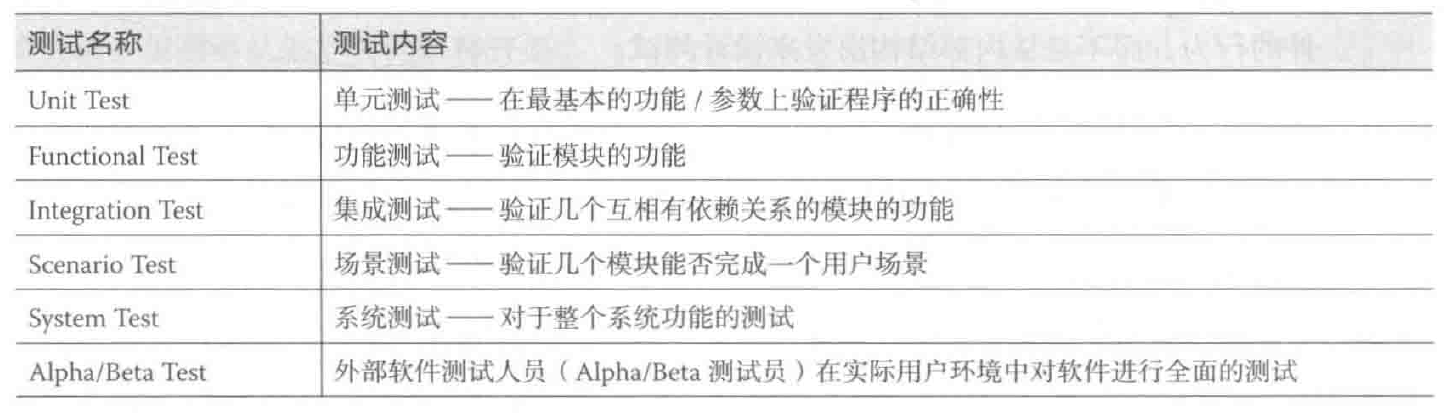 测试名称 测试内容
Unit Test 单元测试——在最基本的功能 / 参数上验证程序的正确性
Functional Test 功能测试——验证模块的功能
Integration Test 集成测试——验证几个互相有依赖关系的模块的功能
Scenario Test 场景测试——验证几个模块能否完成一个用户场景
System Test 系统测试——对于整个系统功能的测试
Alpha/Beta Test 外部软件测试人员（Alpha/Beta 测试员）在实际用户环境中对软件进行全面的测试